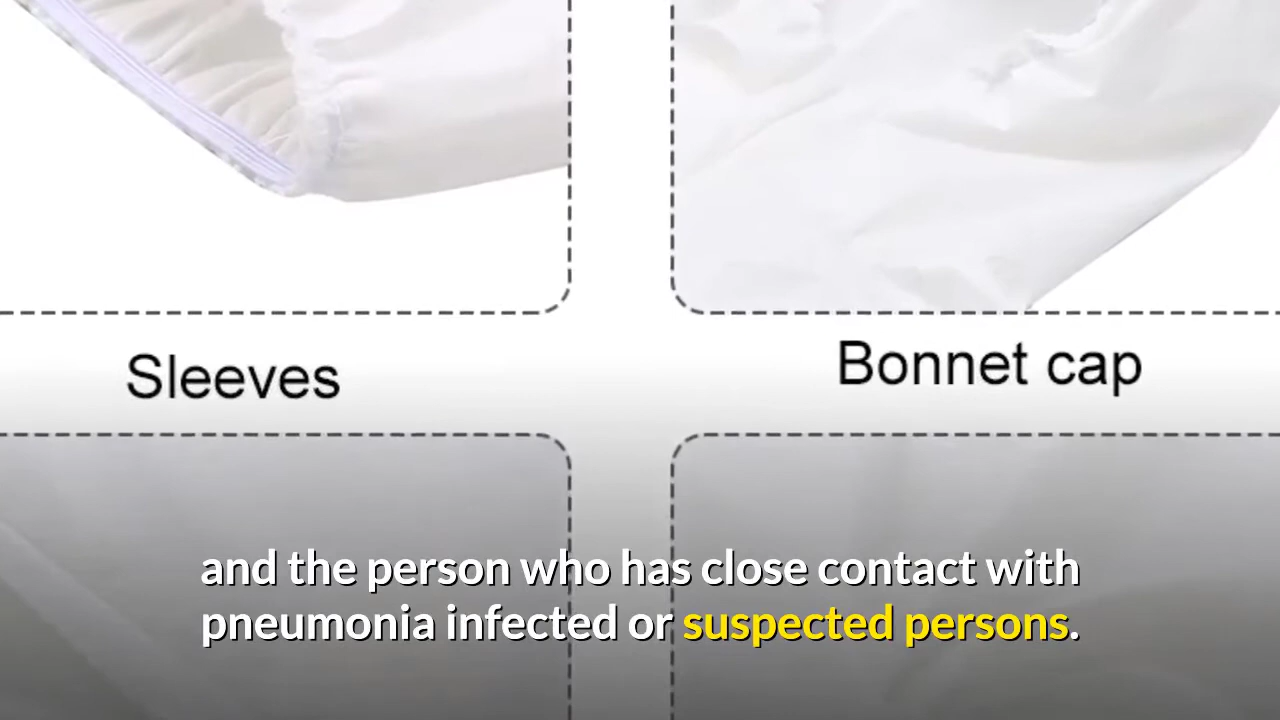 Sleeves
Bonnet cap
and the person who has close contact with
pneumonia infected or suspected persons.